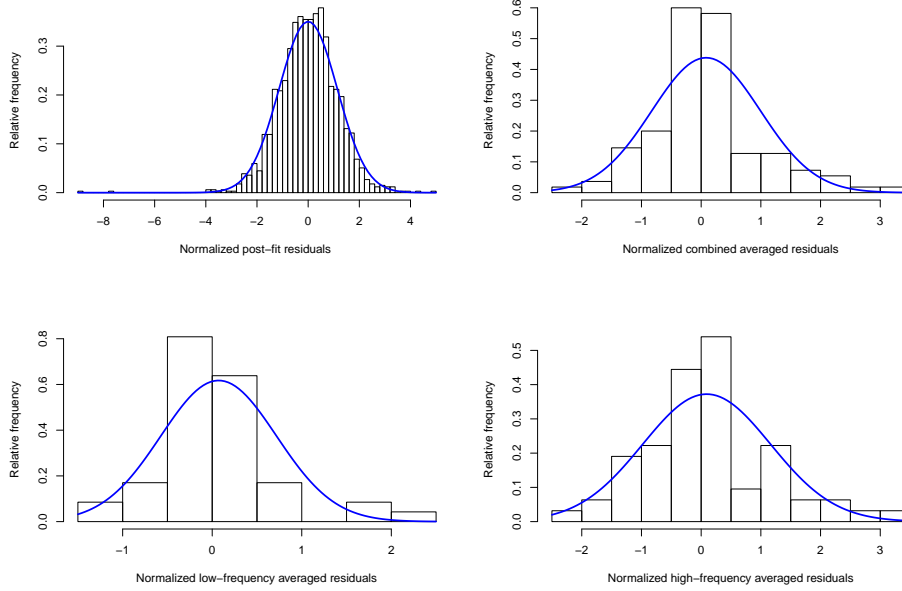 Relative frequency
0.0 0.1 0.2 0.3
−8 −6 −4 −2 0 2 4
Normalized post−fit residuals
Relative frequency
0.0 0.1 0.2 0.3 0.4 0.5 0.6
−2 −1 0 1 2 3
Normalized combined averaged residuals
Relative frequency
0.0 0.2 0.4 0.6 0.8
−1 0 1 2
Normalized low−frequency averaged residuals
Relative frequency
0.0 0.1 0.2 0.3 0.4 0.5
−2 −1 0 1 2 3
Normalized high−frequency averaged residuals